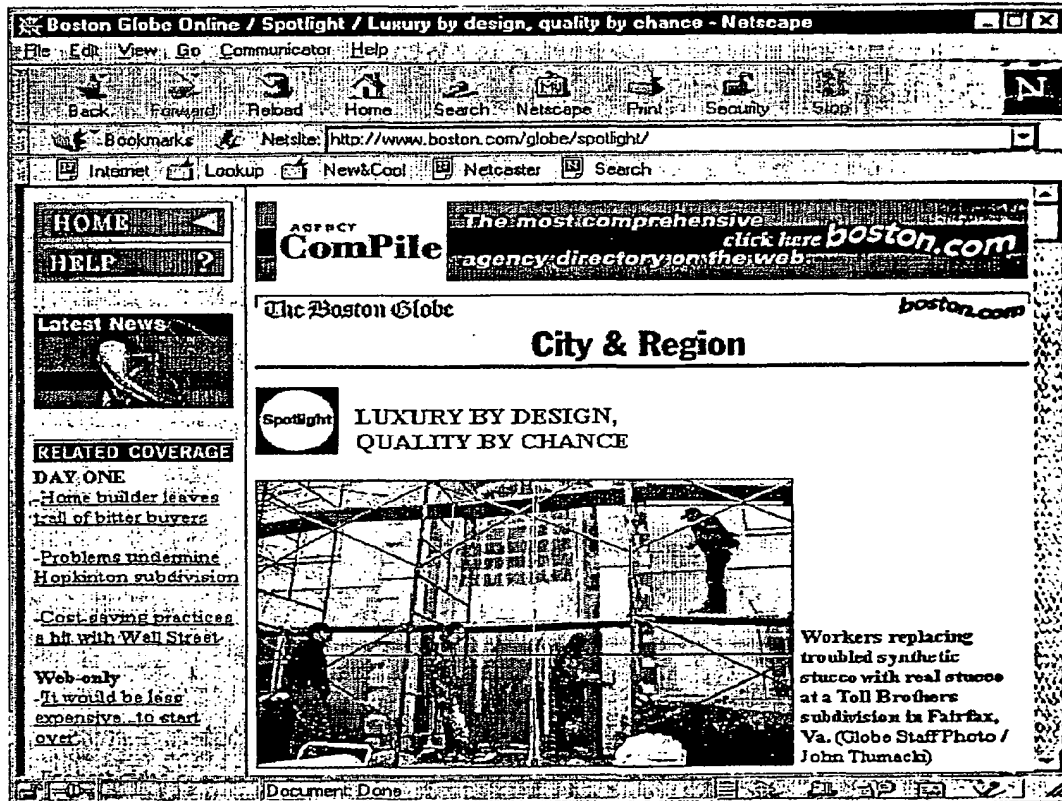 Boston Globe Online / Spotlight / Luxury by design, quality by chance - Netscape
File Edit View Go Communicator Help
Back Forward Reload Home Search Netscape Print Security Stop
Bookmarks Netsite: http://www.boston.com/globe/spotlight/
Internet Lookup New&Cool Netcaster Search
HOME
HELP ?
Latest News
RELATED COVERAGE
DAY ONE
-Home builder leaves
trail of bitter buyers
-Problems undermine
Hopkinton subdivision
-Cost-saving practices
a hit with Wall Street
Web-only
-'It would be less
expensive...to start
over'
AGENCY
ComPile
The most comprehensive
click here boston.com
agency directory on the web.
The Boston Globe
boston.com
City & Region
Spotlight
LUXURY BY DESIGN,
QUALITY BY CHANCE
Workers replacing
troubled synthetic
stucco with real stucco
at a Toll Brothers
subdivision in Fairfax,
Va. (Globe Staff Photo /
John Tlumacki)
Document: Done